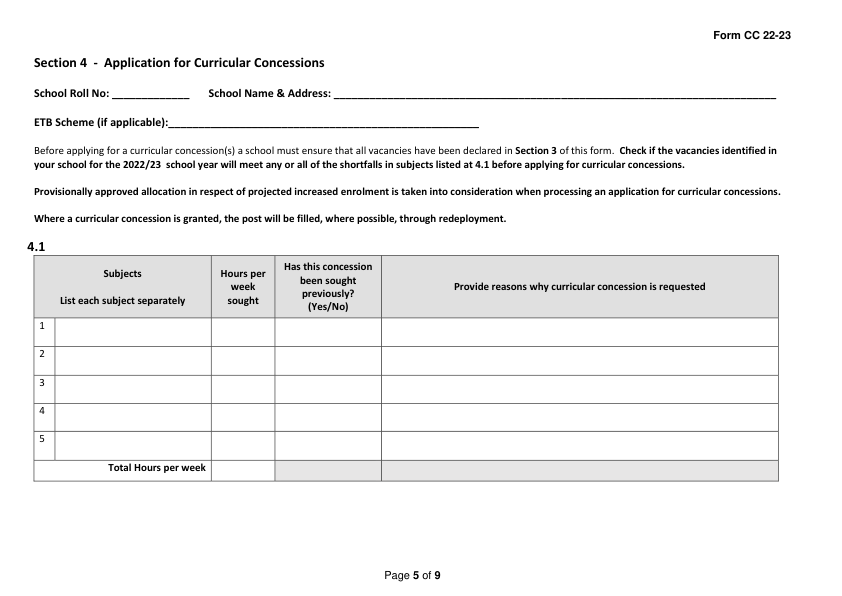 Form CC 22-23
Section 4 - Application for Curricular Concessions
School Roll No: _____________ School Name & Address: __________________________________________________________________________
ETB Scheme (if applicable):____________________________________________________
Before applying for a curricular concession(s) a school must ensure that all vacancies have been declared in Section 3 of this form. Check if the vacancies identified in
your school for the 2022/23 school year will meet any or all of the shortfalls in subjects listed at 4.1 before applying for curricular concessions.
Provisionally approved allocation in respect of projected increased enrolment is taken into consideration when processing an application for curricular concessions.
Where a curricular concession is granted, the post will be filled, where possible, through redeployment.
4.1
Subjects
List each subject separately
Hours per
week
sought
Has this concession
been sought
previously?
(Yes/No)
Provide reasons why curricular concession is requested
1
2
3
4
5
Total Hours per week
Page 5 of 9